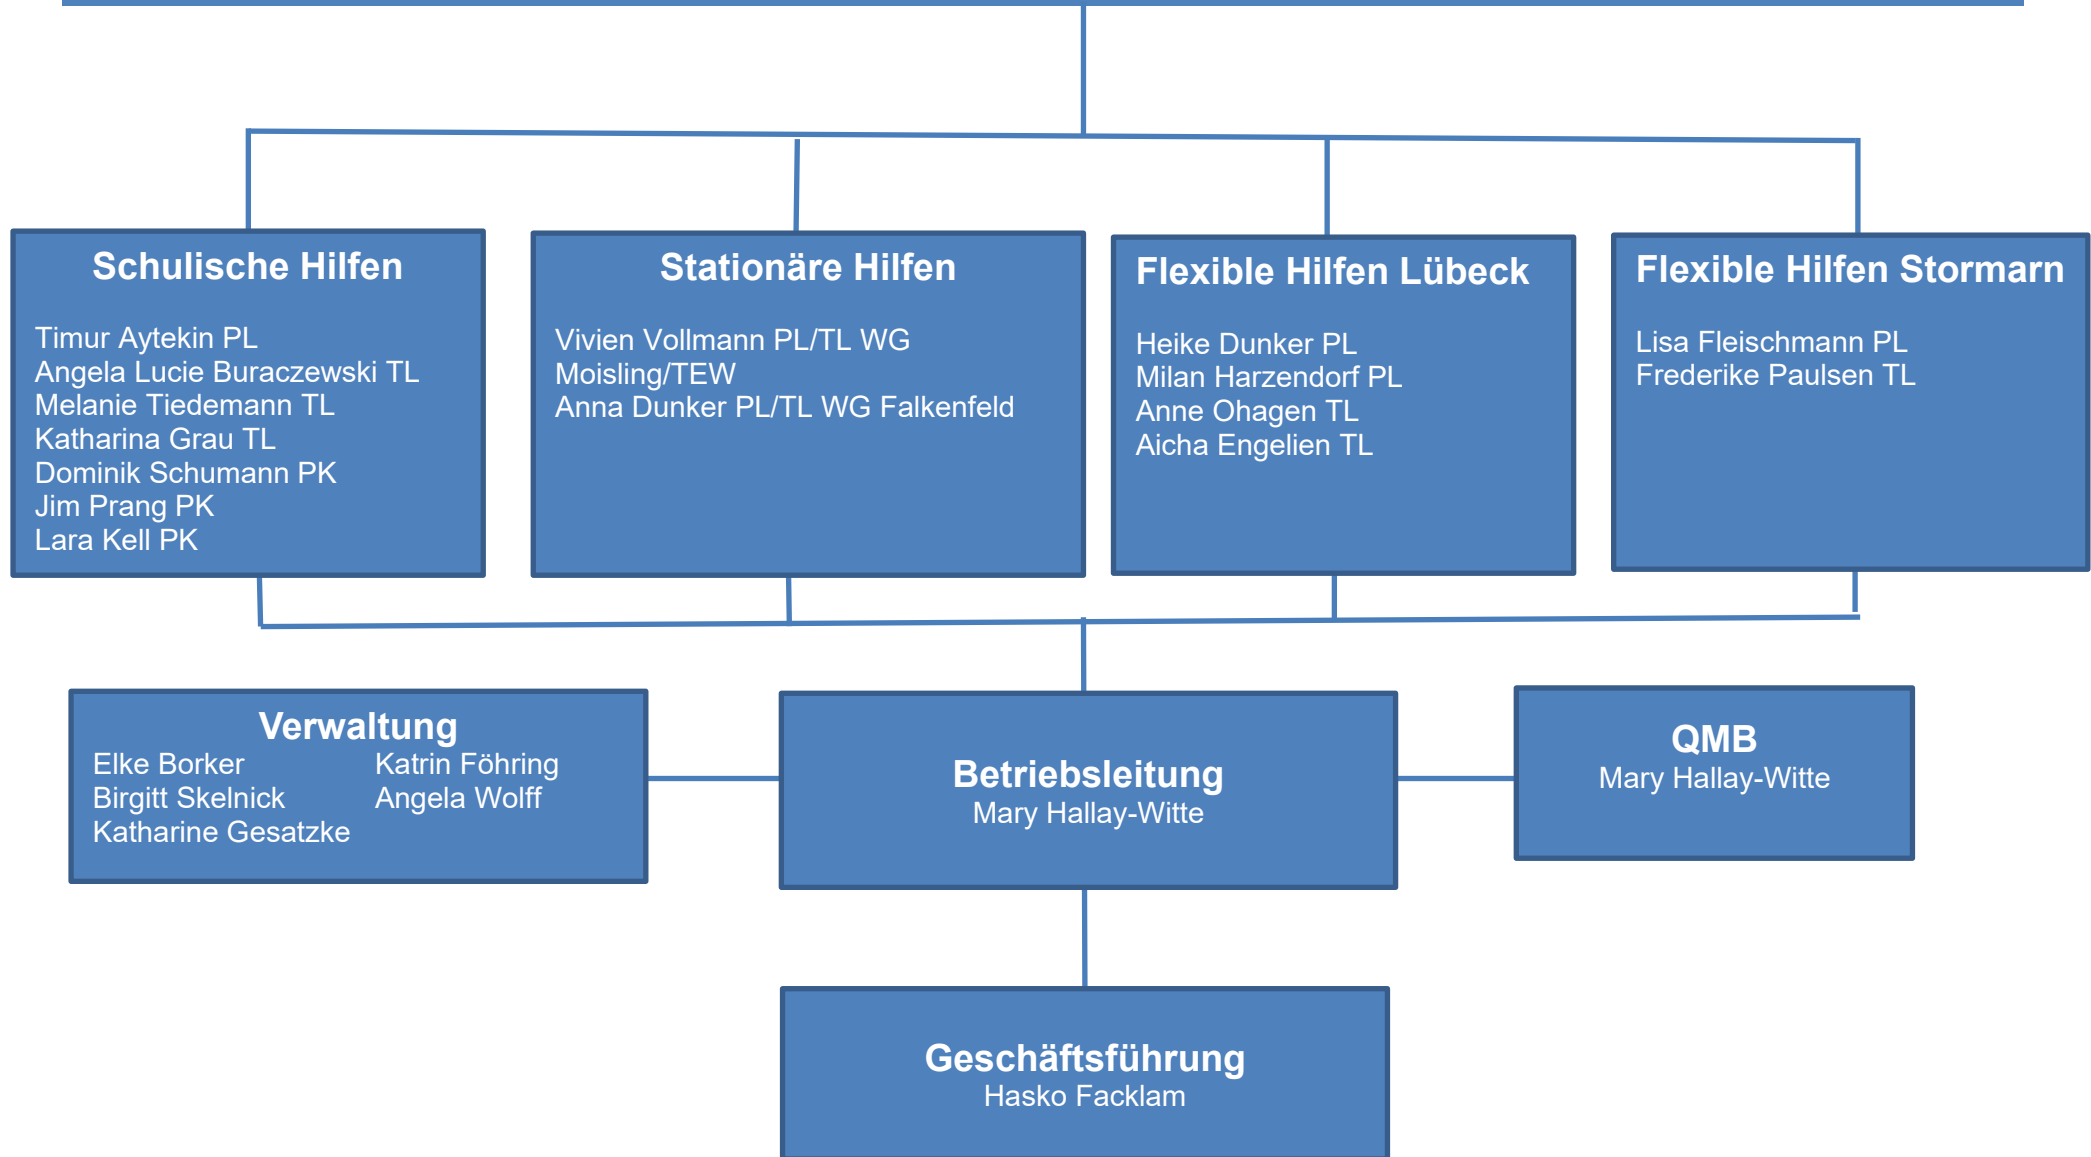 Schulische Hilfen
Timur Aytekin PL
Angela Lucie Buraczewski TL
Melanie Tiedemann TL
Katharina Grau TL
Dominik Schumann PK
Jim Prang PK
Lara Kell PK
Stationäre Hilfen
Vivien Vollmann PL/TL WG
Moisling/TEW
Anna Dunker PL/TL WG Falkenfeld
Flexible Hilfen Lübeck
Heike Dunker PL
Milan Harzendorf PL
Anne Ohagen TL
Aicha Engelien TL
Flexible Hilfen Stormarn
Lisa Fleischmann PL
Frederike Paulsen TL
Verwaltung
Elke Borker Katrin Föhring
Birgitt Skelnick Angela Wolff
Katharine Gesatzke
Betriebsleitung
Mary Hallay-Witte
QMB
Mary Hallay-Witte
Geschäftsführung
Hasko Facklam